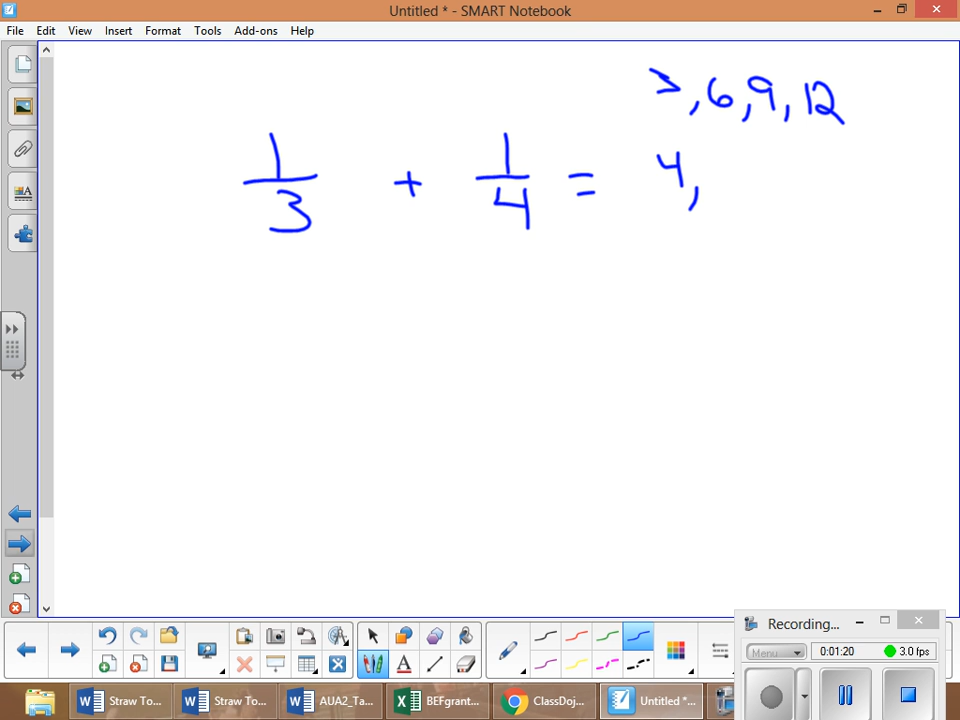 Untitled * - SMART Notebook
File Edit View Insert Format Tools Add-ons Help
, 6, 9, 12
1/3 + 1/4 = 4,
Recording...
Menu 0:01:20 3.0 fps
Straw To... Straw To... AUA2_Ta... BEFgrant... ClassDoj... Untitled *...